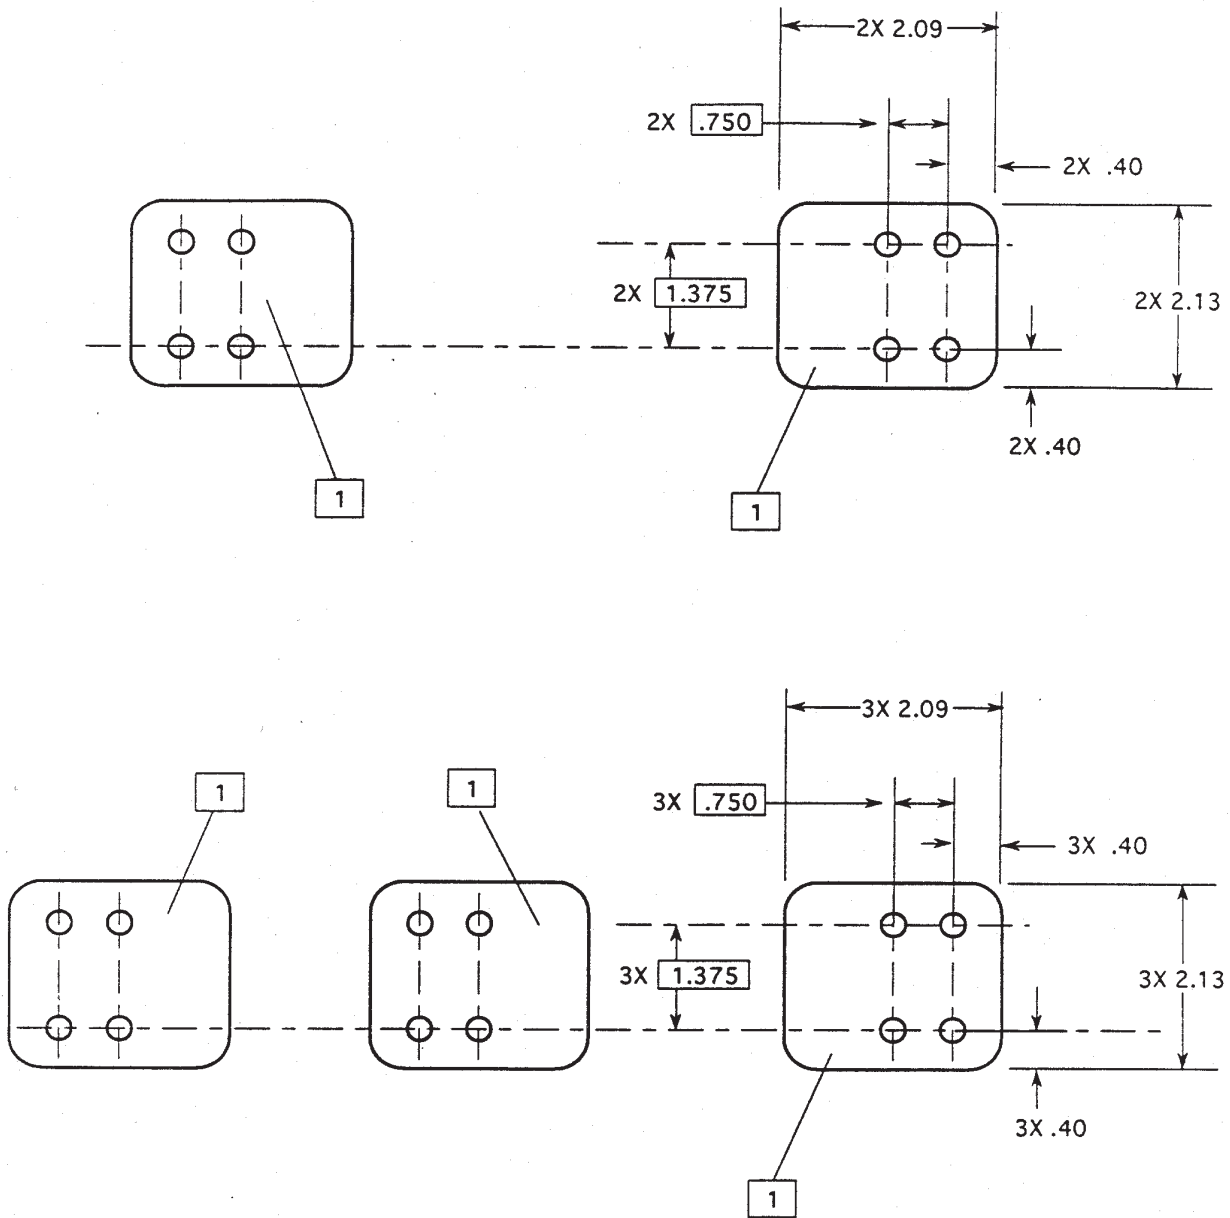 2X 2.09
2X .750
2X .40
2X 1.375
2X 2.13
2X .40
1
1
3X 2.09
1
1
3X .750
3X .40
3X 1.375
3X 2.13
3X .40
1